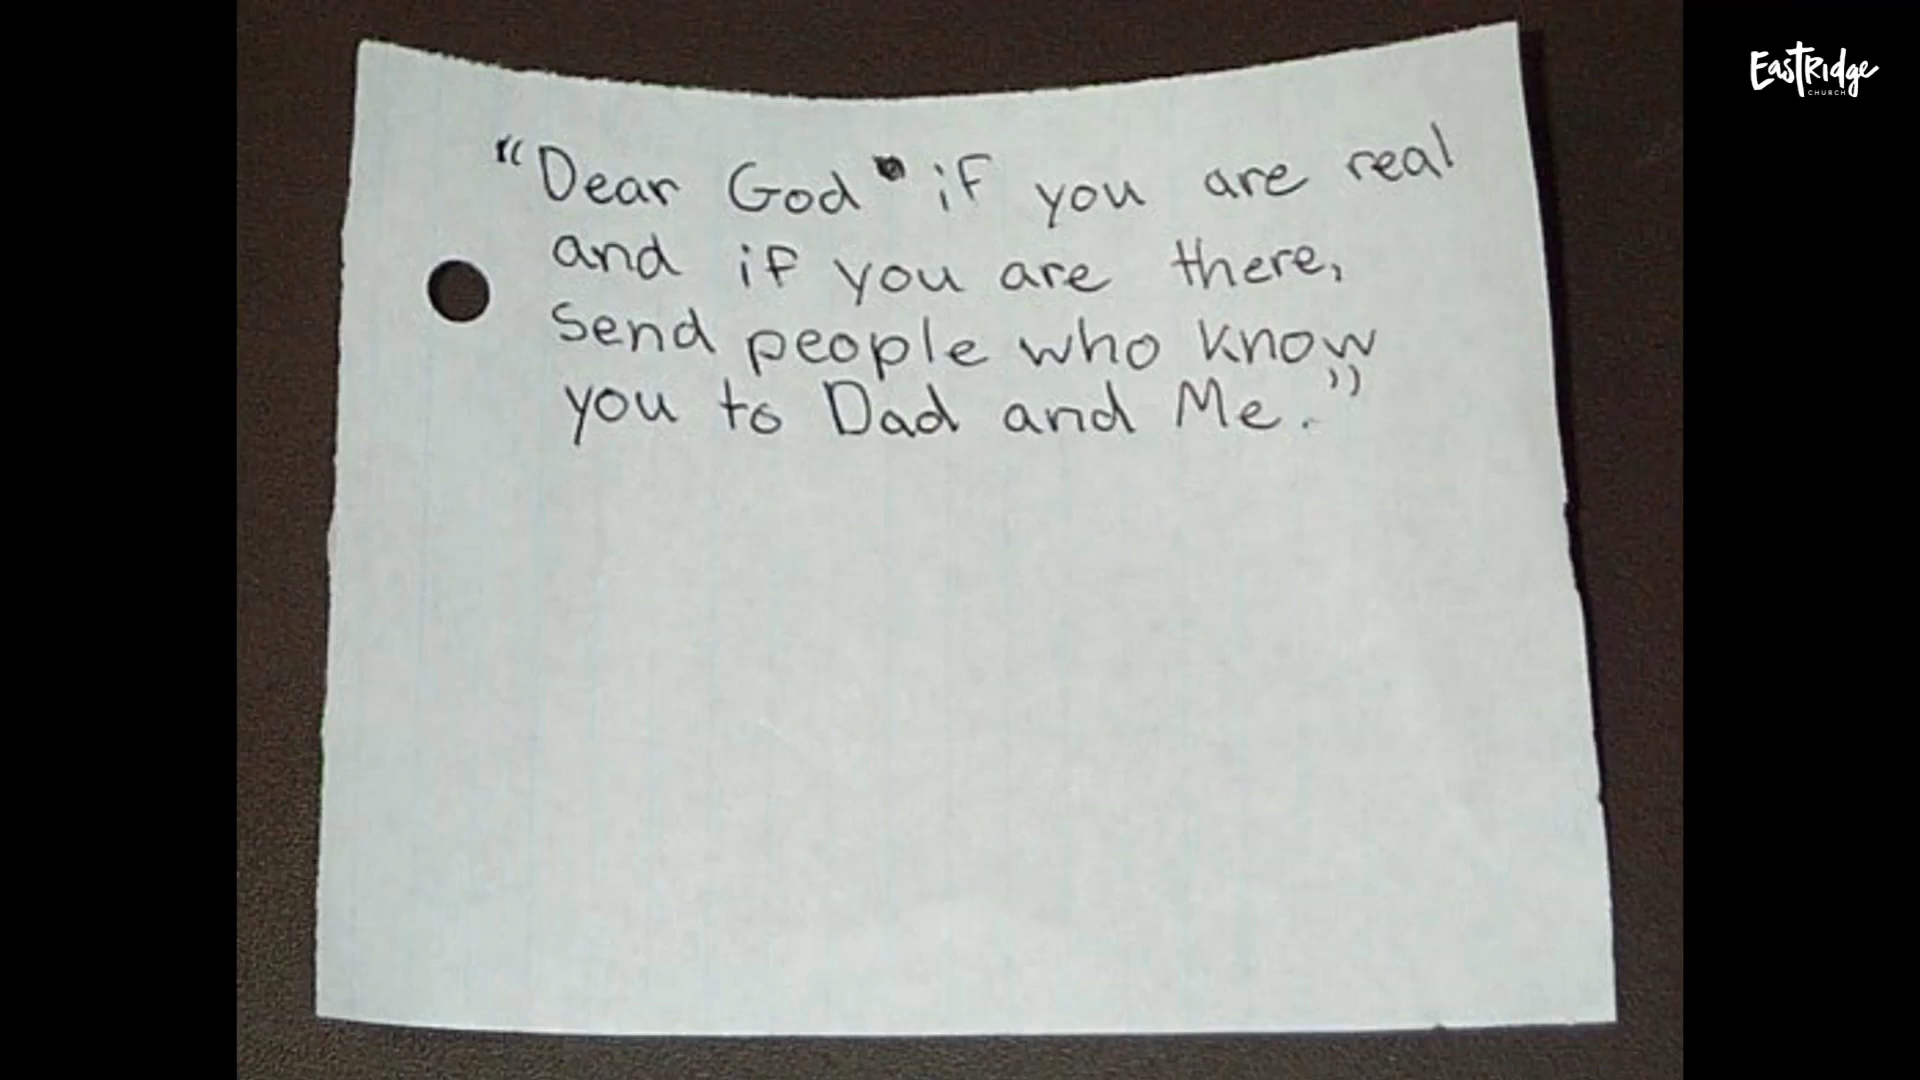 EastRidge
CHURCH
"Dear God if you are real
and if you are there,
Send people who know
you to Dad and Me."